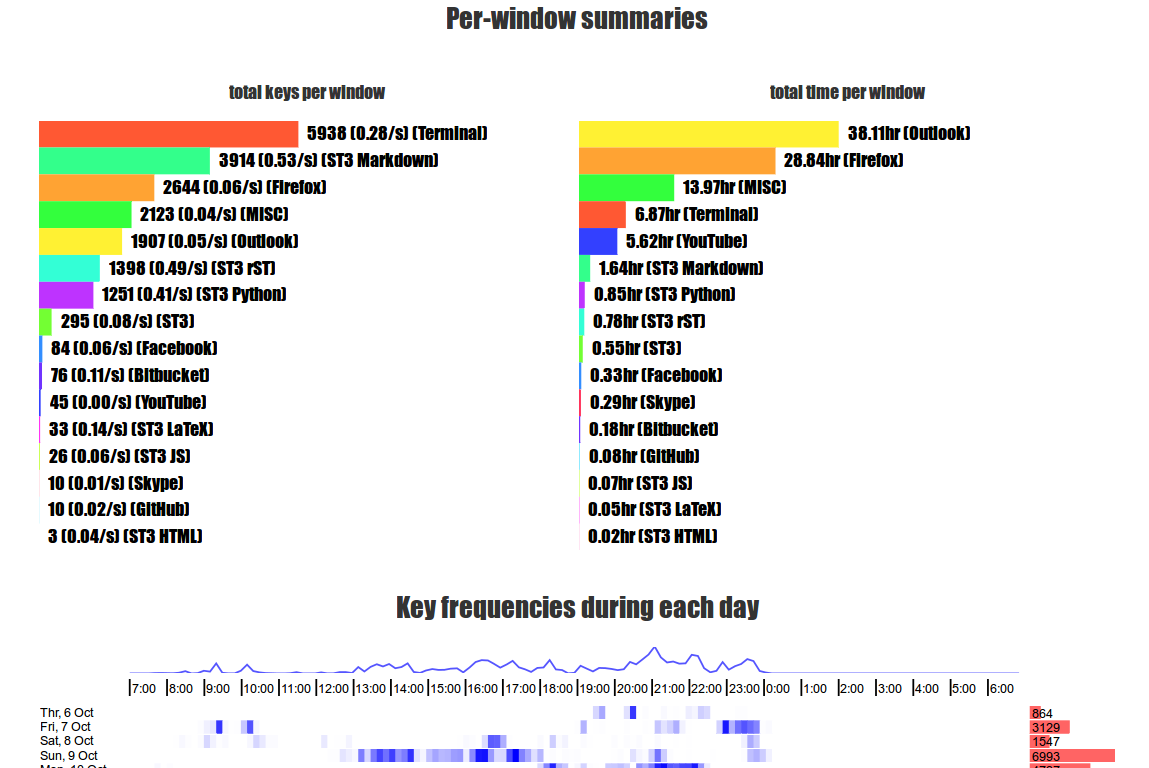 Per-window summaries
total keys per window
5938 (0.28/s) (Terminal)
3914 (0.53/s) (ST3 Markdown)
2644 (0.06/s) (Firefox)
2123 (0.04/s) (MISC)
1907 (0.05/s) (Outlook)
1398 (0.49/s) (ST3 rST)
1251 (0.41/s) (ST3 Python)
295 (0.08/s) (ST3)
84 (0.06/s) (Facebook)
76 (0.11/s) (Bitbucket)
45 (0.00/s) (YouTube)
33 (0.14/s) (ST3 LaTeX)
26 (0.06/s) (ST3 JS)
10 (0.01/s) (Skype)
10 (0.02/s) (GitHub)
3 (0.04/s) (ST3 HTML)
total time per window
38.11hr (Outlook)
28.84hr (Firefox)
13.97hr (MISC)
6.87hr (Terminal)
5.62hr (YouTube)
1.64hr (ST3 Markdown)
0.85hr (ST3 Python)
0.78hr (ST3 rST)
0.55hr (ST3)
0.33hr (Facebook)
0.29hr (Skype)
0.18hr (Bitbucket)
0.08hr (GitHub)
0.07hr (ST3 JS)
0.05hr (ST3 LaTeX)
0.02hr (ST3 HTML)
Key frequencies during each day
7:00 8:00 9:00 10:00 11:00 12:00 13:00 14:00 15:00 16:00 17:00 18:00 19:00 20:00 21:00 22:00 23:00 0:00 1:00 2:00 3:00 4:00 5:00 6:00
Thr, 6 Oct 864
Fri, 7 Oct 3129
Sat, 8 Oct 1547
Sun, 9 Oct 6993
Mon, 10 Oct